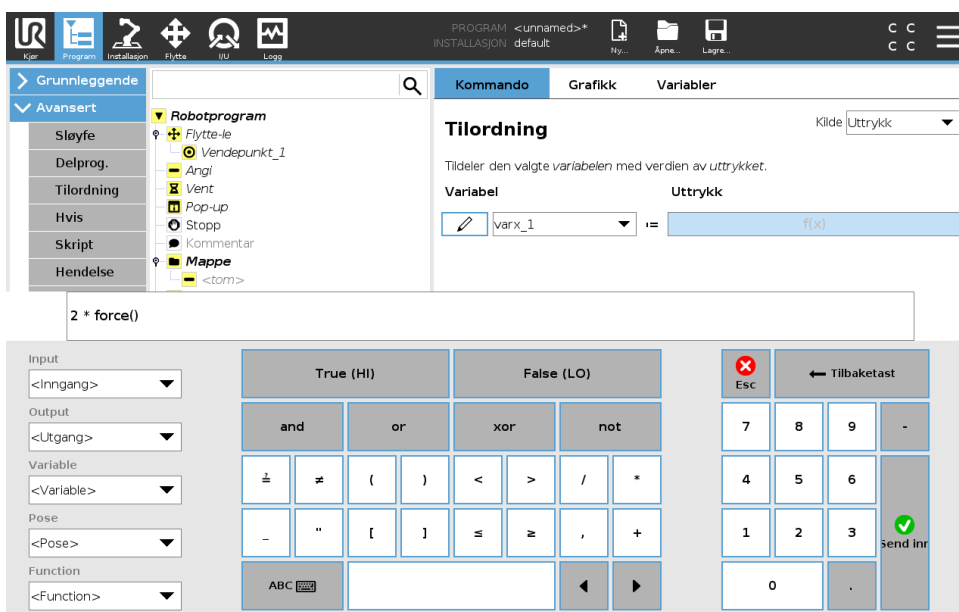 PROGRAM <unnamed>*
INSTALLASJON default
Kjør Program Installasjon Flytte I/U Logg Ny... Åpne... Lagre...
C C
C C
Grunnleggende
Avansert
Sløyfe
Delprog.
Tilordning
Hvis
Skript
Hendelse
Robotprogram
Flytte-le
Vendepunkt_1
Angi
Vent
Pop-up
Stopp
Kommentar
Mappe
<tom>
Kommando Grafikk Variabler
Tilordning
Kilde Uttrykk
Tildeler den valgte variabelen med verdien av uttrykket.
Variabel Uttrykk
varx_1 := f(x)
2 * force()
Input
<Inngang>
Output
<Utgang>
Variable
<Variable>
Pose
<Pose>
Function
<Function>
True (HI) False (LO)
and or xor not
≟ ≠ ( ) < > / *
_ " [ ] ≤ ≥ , +
ABC
Esc Tilbaketast
7 8 9 -
4 5 6
1 2 3 Send inn
0 .